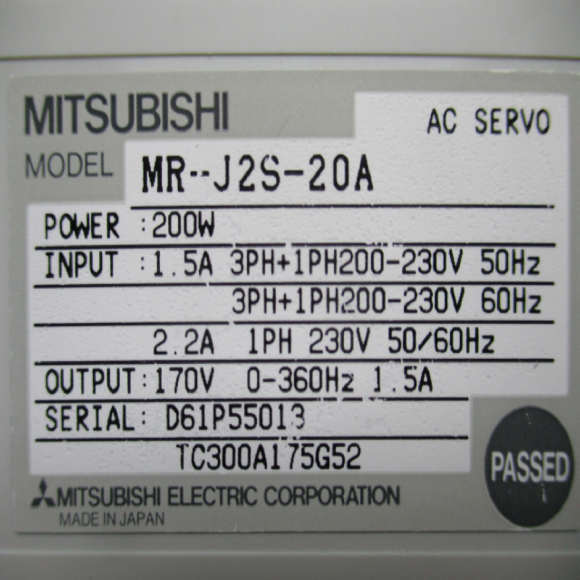 MITSUBISHI
AC SERVO
MODEL MR--J2S-20A
POWER :200W
INPUT :1.5A 3PH+1PH200-230V 50Hz
3PH+1PH200-230V 60Hz
2.2A 1PH 230V 50/60Hz
OUTPUT:170V 0-360Hz 1.5A
SERIAL: D61P55013
TC300A175G52
PASSED
MITSUBISHI ELECTRIC CORPORATION
MADE IN JAPAN